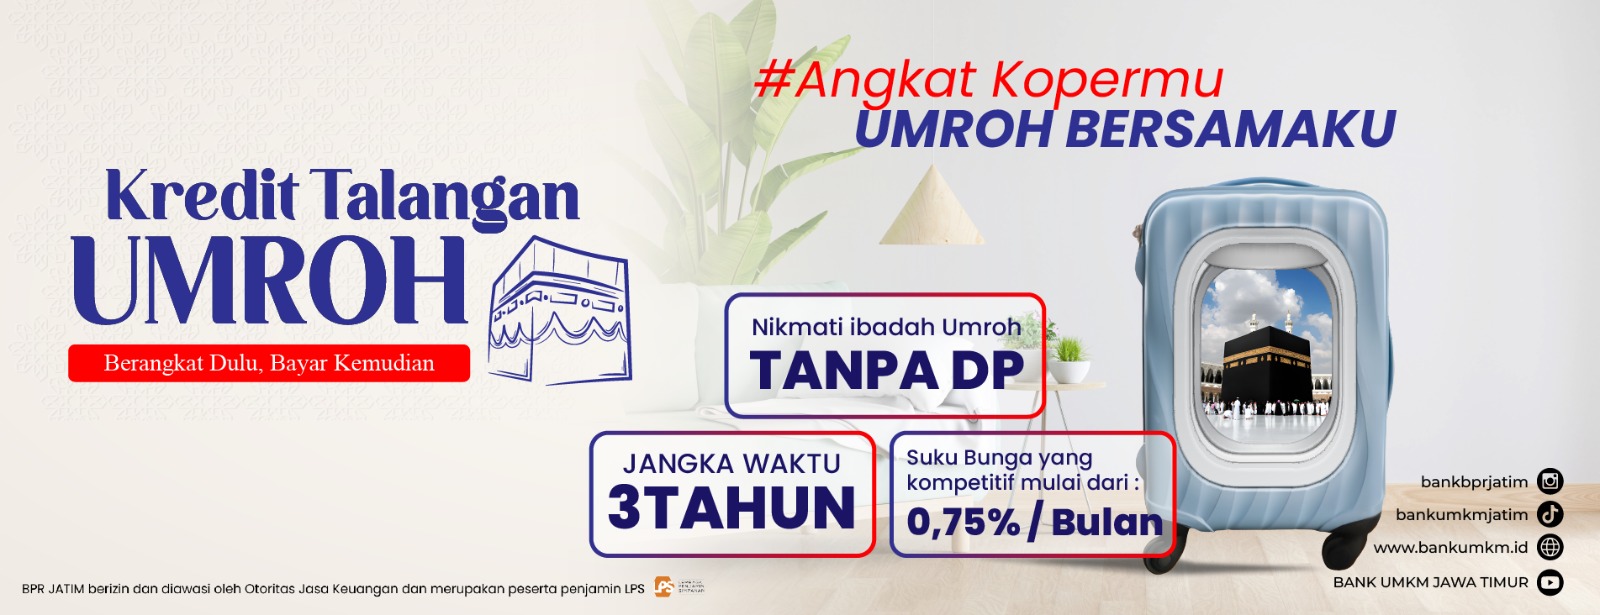 #Angkat Kopermu
UMROH BERSAMAKU
Kredit Talangan
UMROH
Berangkat Dulu, Bayar Kemudian
Nikmati ibadah Umroh
TANPA DP
JANGKA WAKTU
3TAHUN
Suku Bunga yang
kompetitif mulai dari :
0,75% / Bulan
bankbprjatim
bankumkmjatim
www.bankumkm.id
BANK UMKM JAWA TIMUR
BPR JATIM berizin dan diawasi oleh Otoritas Jasa Keuangan dan merupakan peserta penjamin LPS
LPS